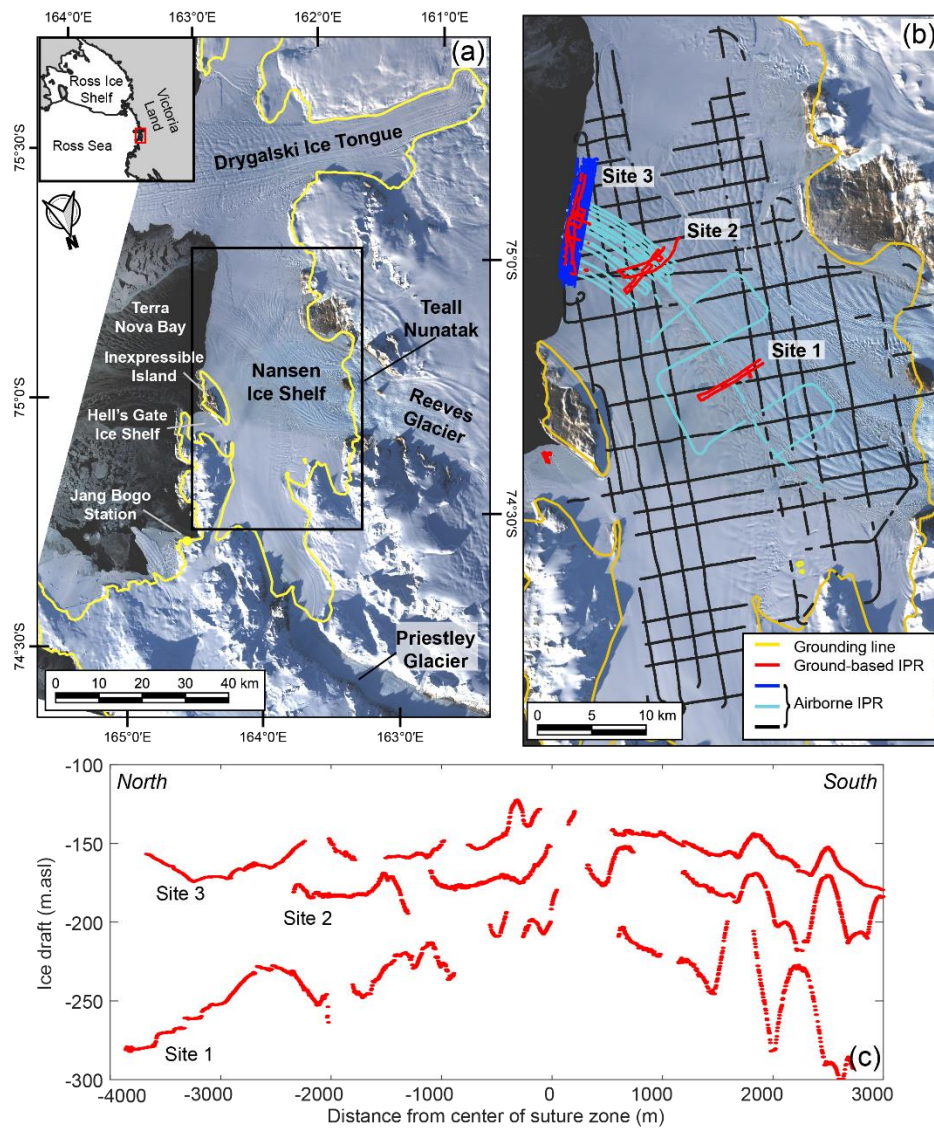 164°0'E
163°0'E
162°0'E
161°0'E
(a)
Ross Ice
Shelf
Victoria
Land
Ross Sea
N
75°30'S
75°0'S
74°30'S
Drygalski Ice Tongue
Terra
Nova Bay
Inexpressible
Island
Hell's Gate
Ice Shelf
Jang Bogo
Station
Nansen
Ice Shelf
Teall
Nunatak
Reeves
Glacier
Priestley
Glacier
0 10 20 30 40 km
165°0'E
164°0'E
163°0'E
(b)
Site 3
Site 2
Site 1
75°0'S
74°30'S
Grounding line
Ground-based IPR
Airborne IPR
0 5 10 km
North
South
Site 3
Site 2
Site 1
(c)
Ice draft (m.asl)
-100
-150
-200
-250
-300
-4000 -3000 -2000 -1000 0 1000 2000 3000
Distance from center of suture zone (m)